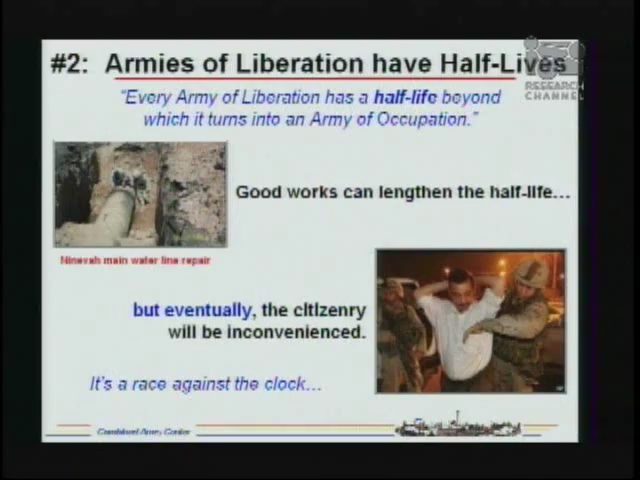 #2: Armies of Liberation have Half-Lives
RESEARCH
CHANNEL
"Every Army of Liberation has a half-life beyond
which it turns into an Army of Occupation."
Good works can lengthen the half-life...
Ninevah main water line repair
but eventually, the citizenry
will be inconvenienced.
It's a race against the clock...
Combined Arms Center